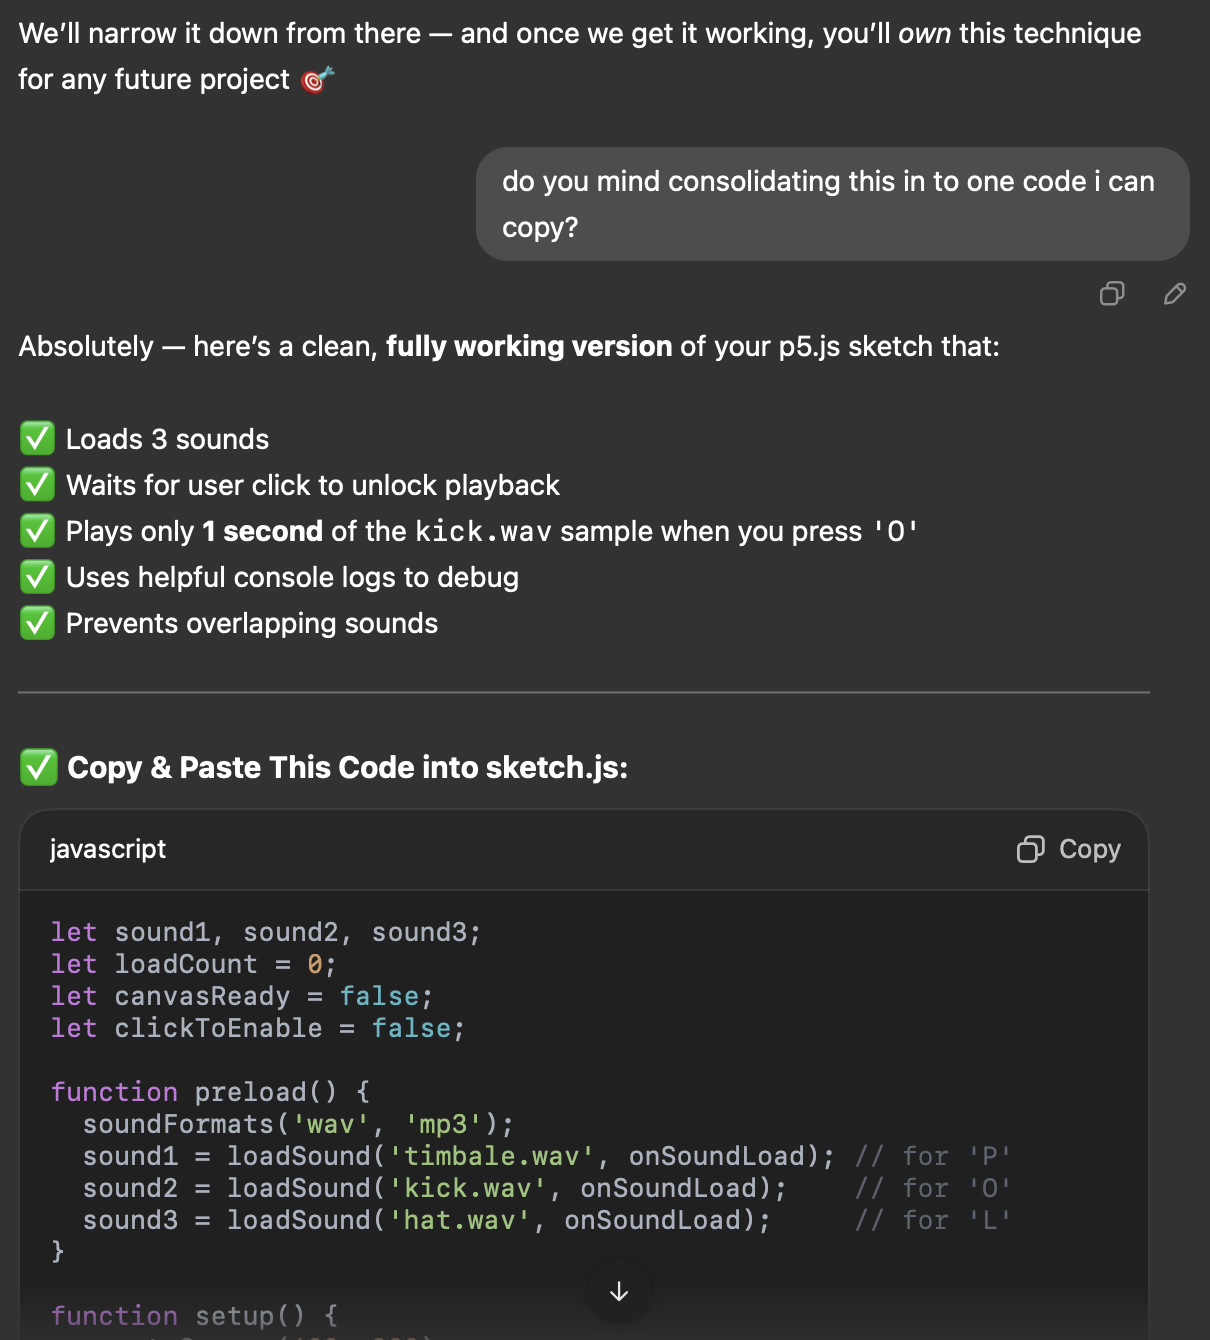 We’ll narrow it down from there — and once we get it working, you’ll own this technique
for any future project 🎯
do you mind consolidating this in to one code i can
copy?
Absolutely — here’s a clean, fully working version of your p5.js sketch that:
✅ Loads 3 sounds
✅ Waits for user click to unlock playback
✅ Plays only 1 second of the kick.wav sample when you press 'O'
✅ Uses helpful console logs to debug
✅ Prevents overlapping sounds
✅ Copy & Paste This Code into sketch.js:
javascript
Copy
let sound1, sound2, sound3;
let loadCount = 0;
let canvasReady = false;
let clickToEnable = false;
function preload() {
  soundFormats('wav', 'mp3');
  sound1 = loadSound('timbale.wav', onSoundLoad); // for 'P'
  sound2 = loadSound('kick.wav', onSoundLoad);    // for 'O'
  sound3 = loadSound('hat.wav', onSoundLoad);     // for 'L'
}
function setup() {